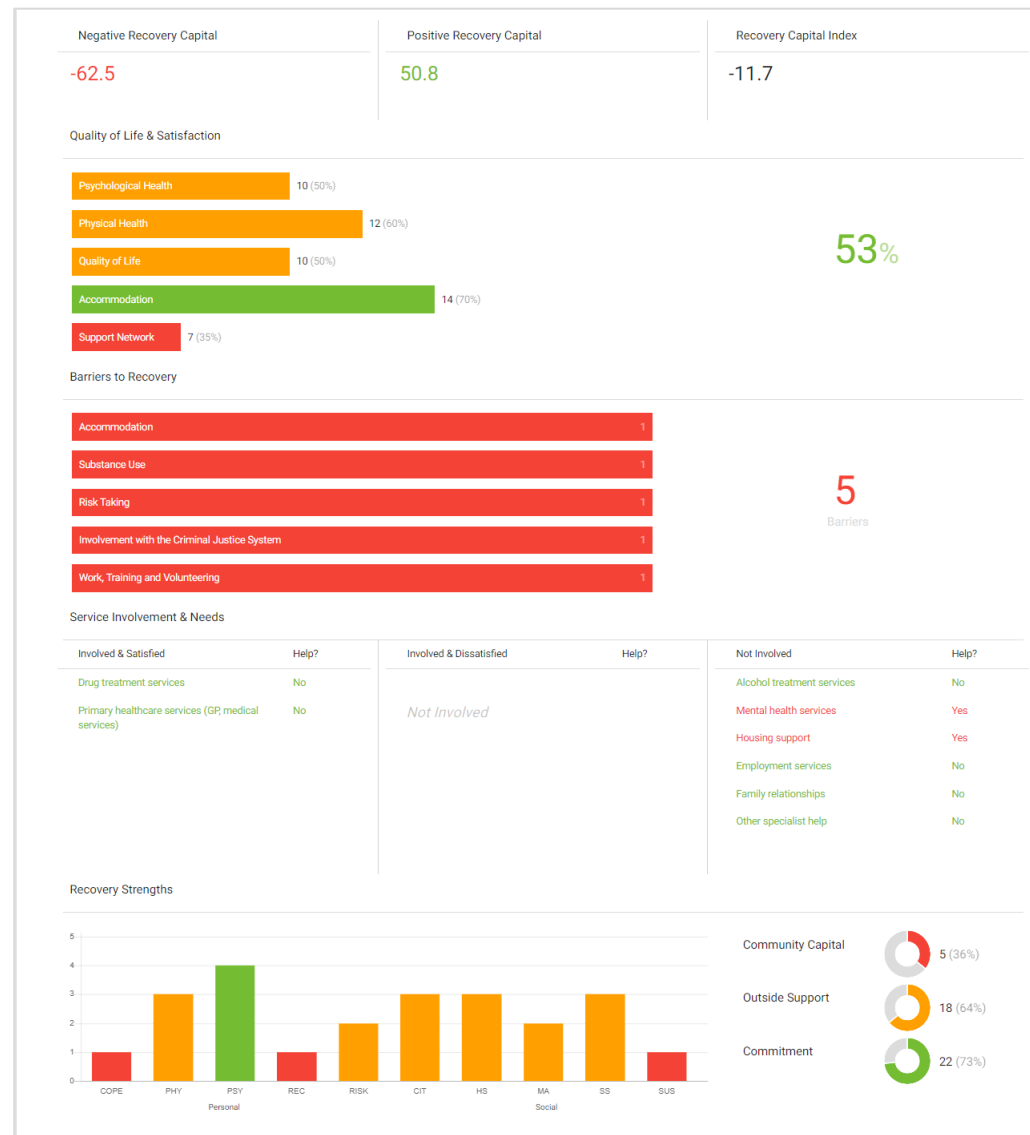 Negative Recovery Capital
Positive Recovery Capital
Recovery Capital Index
-62.5
50.8
-11.7
Quality of Life & Satisfaction
Psychological Health 10 (50%)
Physical Health 12 (60%)
Quality of Life 10 (50%)
Accommodation 14 (70%)
Support Network 7 (35%)
53%
Barriers to Recovery
Accommodation 1
Substance Use 1
Risk Taking 1
Involvement with the Criminal Justice System 1
Work, Training and Volunteering 1
5
Barriers
Service Involvement & Needs
Involved & Satisfied Help?
Drug treatment services No
Primary healthcare services (GP, medical No
services)
Involved & Dissatisfied Help?
Not Involved
Not Involved Help?
Alcohol treatment services No
Mental health services Yes
Housing support Yes
Employment services No
Family relationships No
Other specialist help No
Recovery Strengths
5
4
3
2
1
0
COPE PHY PSY REC RISK CIT HS MA SS SUS
Personal Social
Community Capital 5 (36%)
Outside Support 18 (64%)
Commitment 22 (73%)